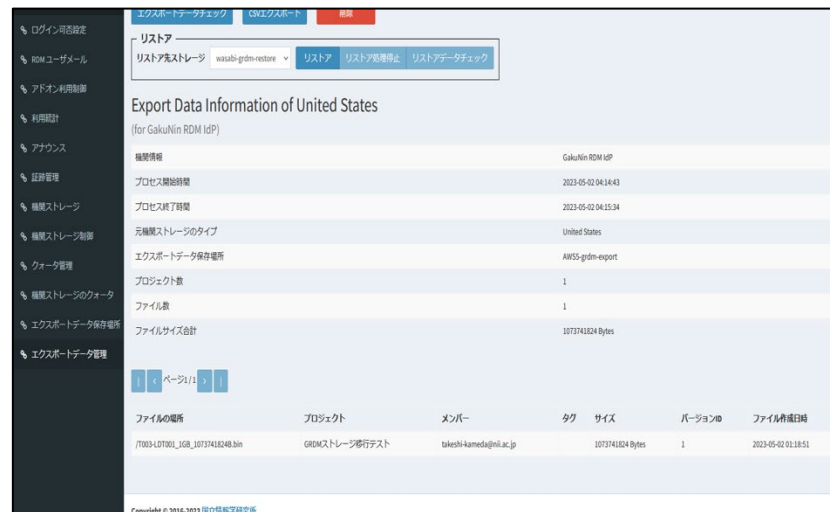 エクスポートデータチェック CSVエクスポート 削除
ログイン可否設定
RDM ユーザメール
アドオン利用制御
利用統計
アナウンス
証跡管理
機関ストレージ
機関ストレージ制御
クォータ管理
機関ストレージのクォータ
エクスポートデータ保存場所
エクスポートデータ管理
リストア
リストア先ストレージ wasabi-grdm-restore リストア リストア処理停止 リストアデータチェック
Export Data Information of United States
(for GakuNin RDM IdP)
機関情報 GakuNin RDM IdP
プロセス開始時間 2023-05-02 04:14:43
プロセス終了時間 2023-05-02 04:15:34
元機関ストレージのタイプ United States
エクスポートデータ保存場所 AWSS-grdm-export
プロジェクト数 1
ファイル数 1
ファイルサイズ合計 1073741824 Bytes
| ‹ ページ1/1 › |
ファイルの場所 プロジェクト メンバー タグ サイズ バージョンID ファイル作成日時
/T003-LDT001_1GB_1073741824B.bin GRDMストレージ移行テスト takeshi-kameda@nii.ac.jp 1073741824 Bytes 1 2023-05-02 01:18:51
Copyright © 2016-2023 国立情報学研究所